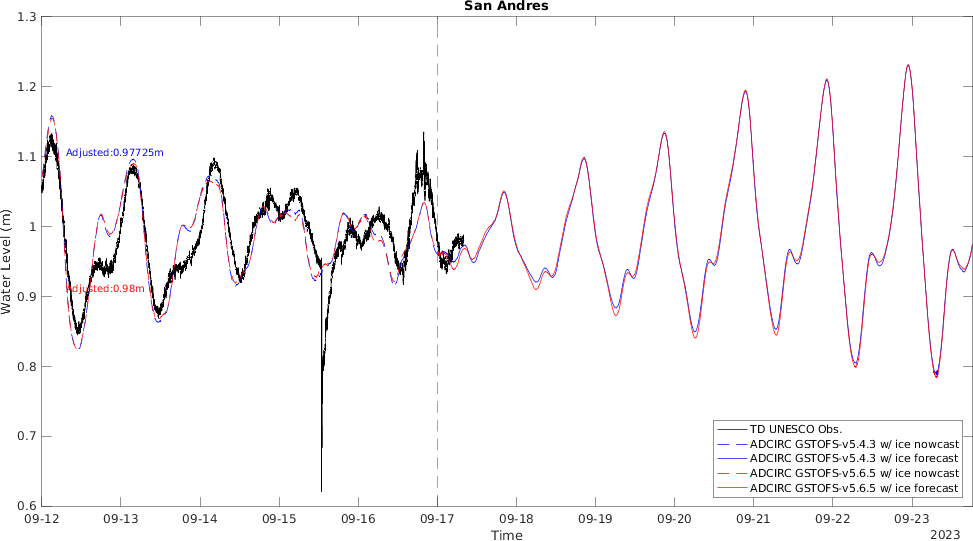 San Andres
1.3
1.2
1.1
1
0.9
0.8
0.7
0.6
Water Level (m)
Adjusted:0.97725m
Adjusted:0.98m
TD UNESCO Obs.
ADCIRC GSTOFS-v5.4.3 w/ ice nowcast
ADCIRC GSTOFS-v5.4.3 w/ ice forecast
ADCIRC GSTOFS-v5.6.5 w/ ice nowcast
ADCIRC GSTOFS-v5.6.5 w/ ice forecast
09-12 09-13 09-14 09-15 09-16 09-17 09-18 09-19 09-20 09-21 09-22 09-23
Time
2023